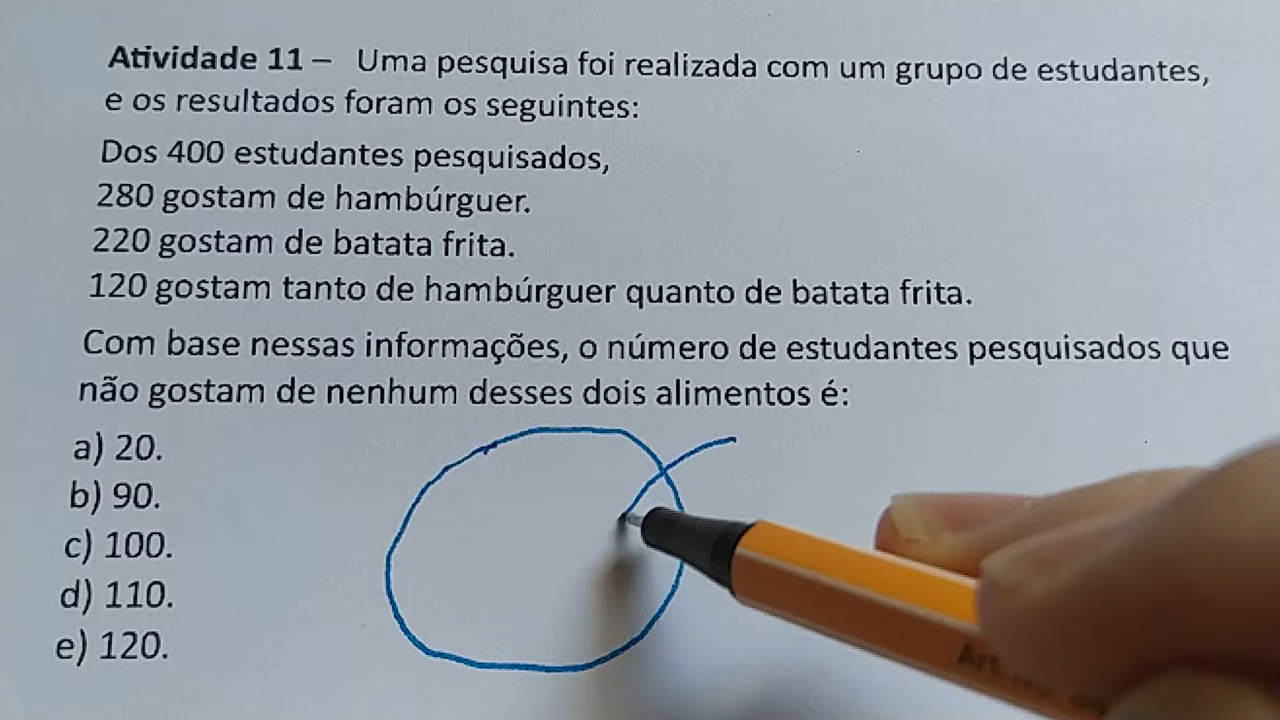 Atividade 11 – Uma pesquisa foi realizada com um grupo de estudantes,
e os resultados foram os seguintes:
Dos 400 estudantes pesquisados,
280 gostam de hambúrguer.
220 gostam de batata frita.
120 gostam tanto de hambúrguer quanto de batata frita.
Com base nessas informações, o número de estudantes pesquisados que
não gostam de nenhum desses dois alimentos é:
a) 20.
b) 90.
c) 100.
d) 110.
e) 120.